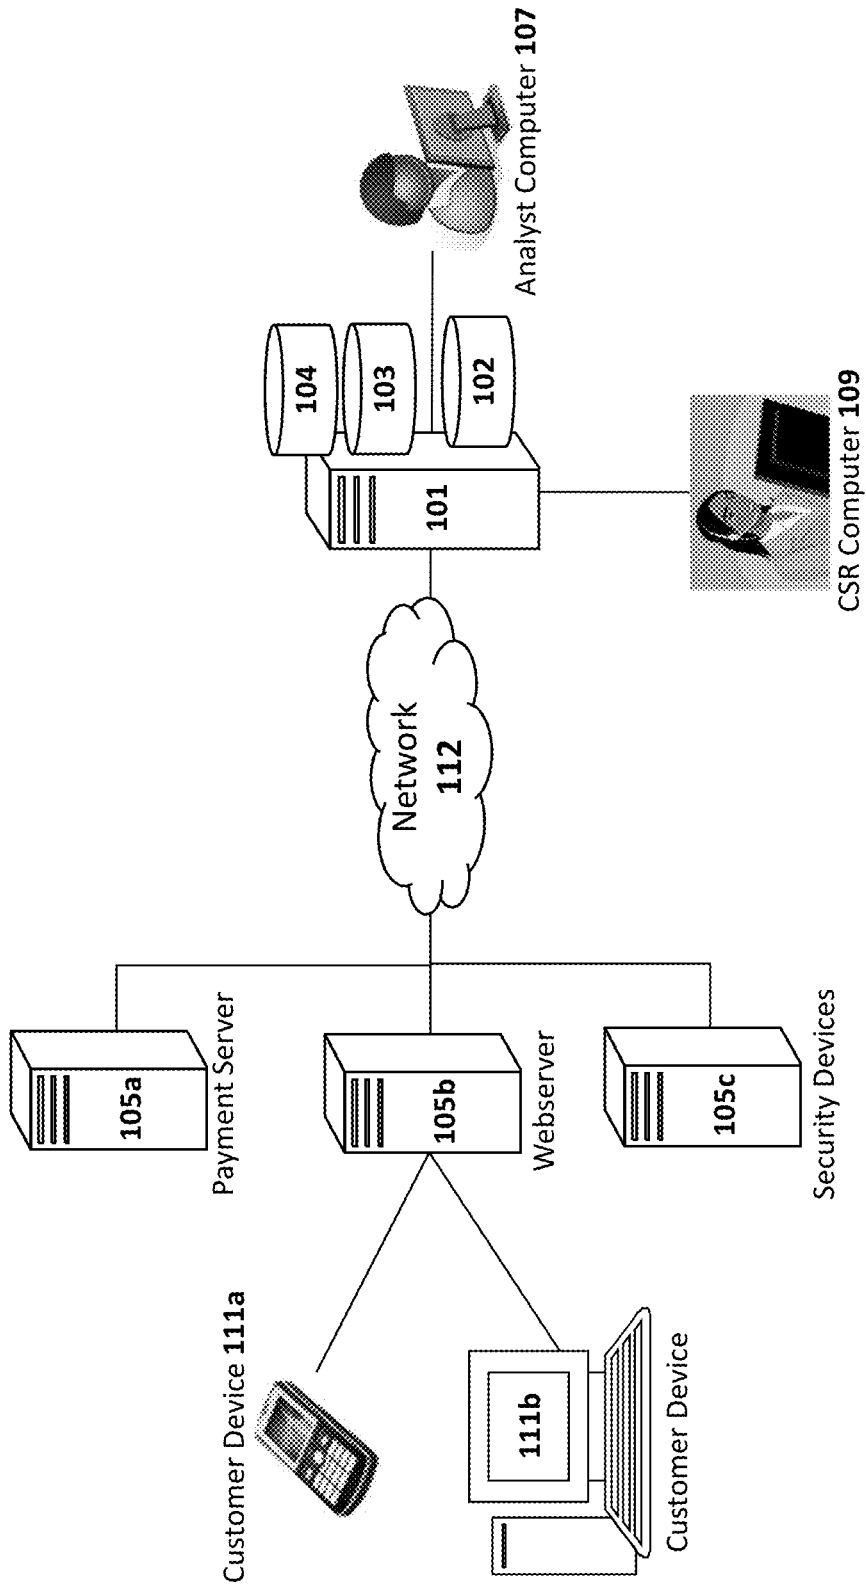 Customer Device 111a
111b
Customer Device
105a
Payment Server
105b
Webserver
105c
Security Devices
Network
112
101
104
103
102
Analyst Computer 107
CSR Computer 109